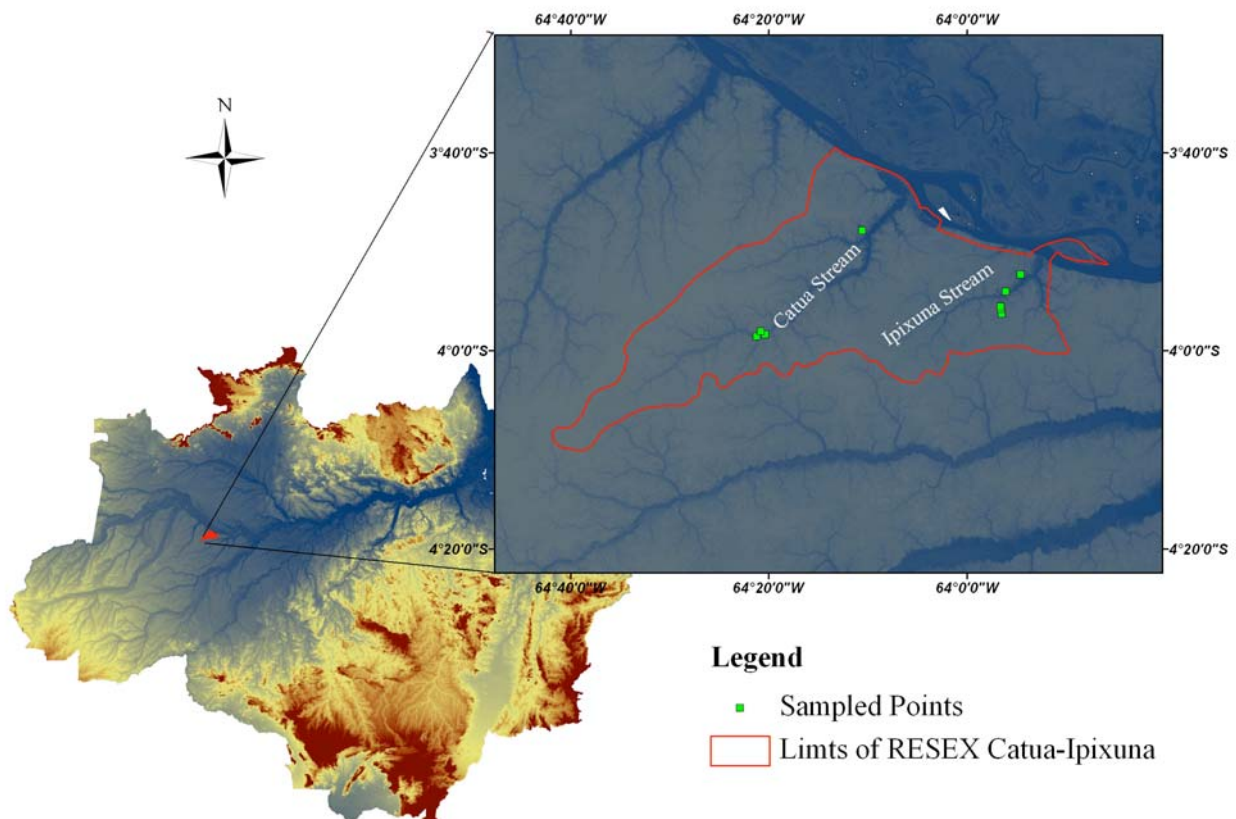 64°40'0"W 64°20'0"W 64°0'0"W
N
3°40'0"S 3°40'0"S
Catua Stream
Ipixuna Stream
4°0'0"S 4°0'0"S
4°20'0"S 4°20'0"S
64°40'0"W 64°20'0"W 64°0'0"W
Legend
Sampled Points
Limts of RESEX Catua-Ipixuna